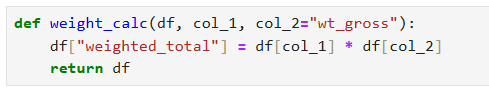 def weight_calc(df, col_1, col_2="wt_gross"):
    df["weighted_total"] = df[col_1] * df[col_2]
    return df